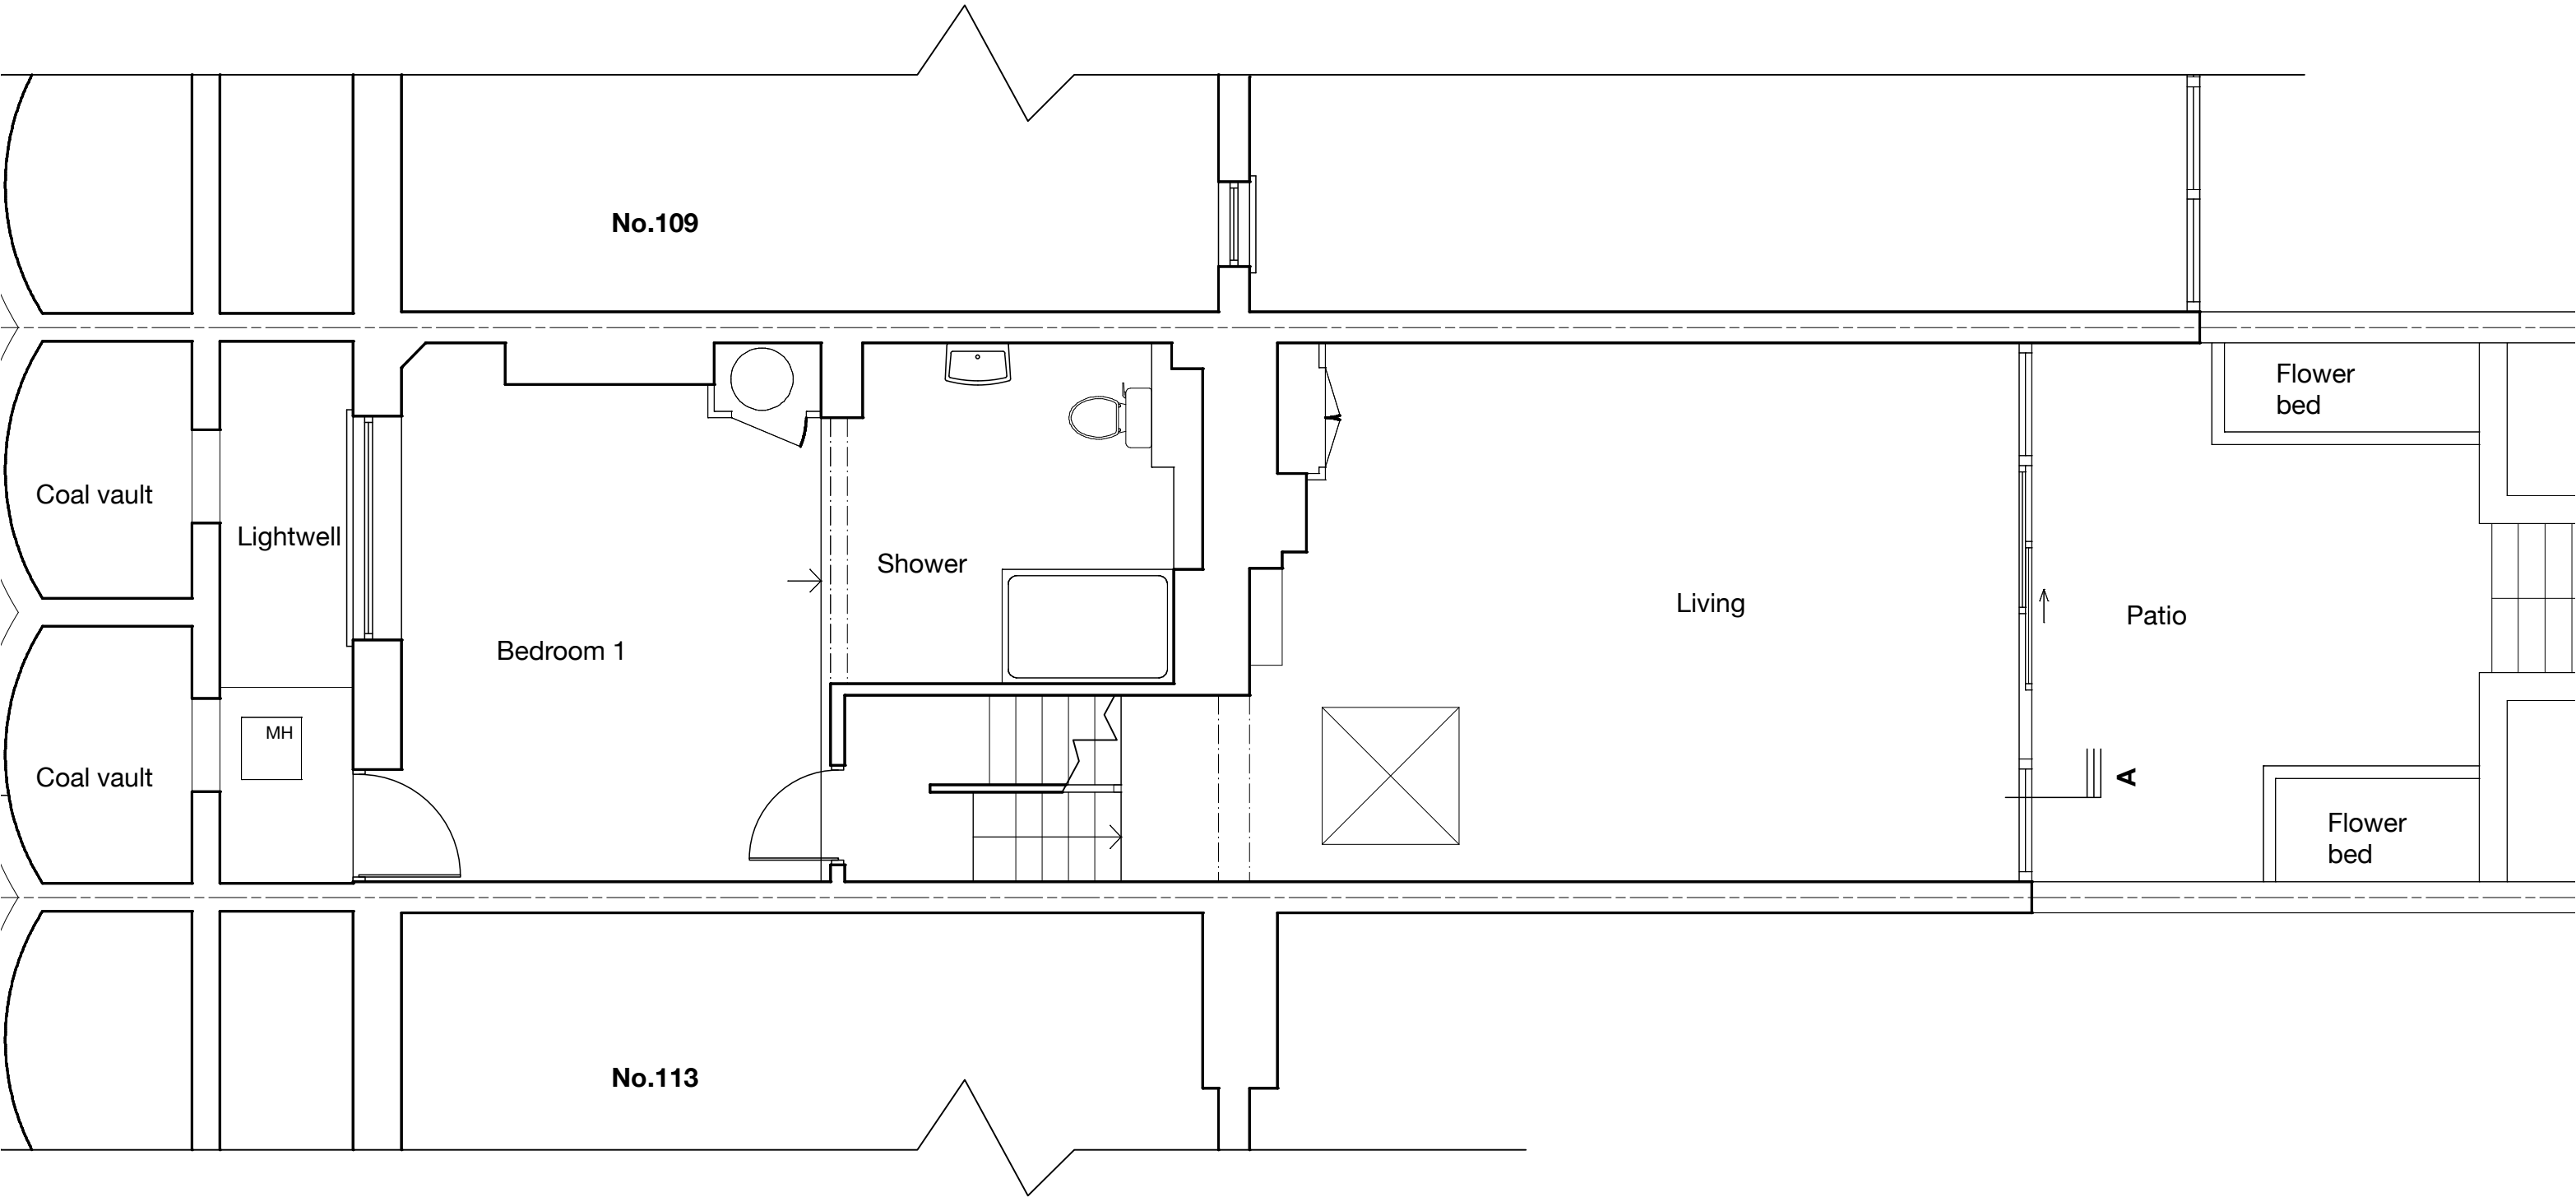 No.109
Flower
bed
Coal vault
Lightwell
Shower
Living
Patio
Bedroom 1
MH
Coal vault
A
Flower
bed
No.113